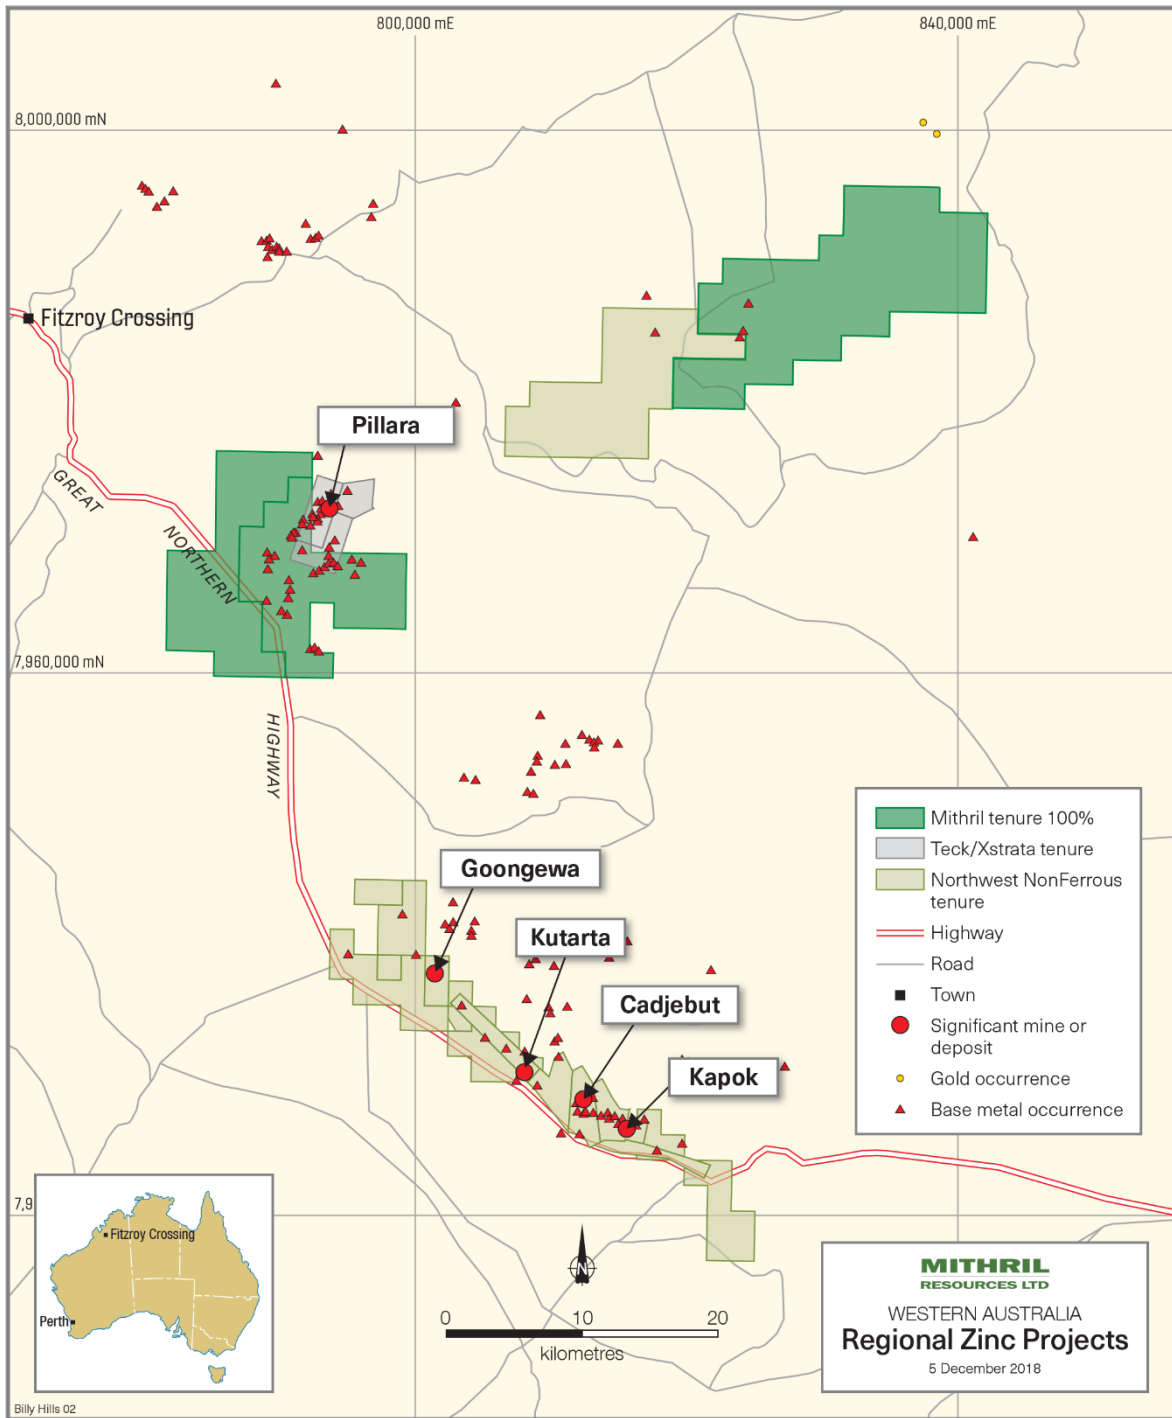 800,000 mE
840,000 mE
8,000,000 mN
Fitzroy Crossing
Pillara
GREAT
NORTHERN
7,960,000 mN
HIGHWAY
Mithril tenure 100%
Teck/Xstrata tenure
Northwest NonFerrous
tenure
Highway
Road
Town
Significant mine or
deposit
Gold occurrence
Base metal occurrence
Goongewa
Kutarta
Cadjebut
Kapok
7,9
Fitzroy Crossing
Perth
N
0 10 20
kilometres
MITHRIL
RESOURCES LTD
WESTERN AUSTRALIA
Regional Zinc Projects
5 December 2018
Billy Hills 02